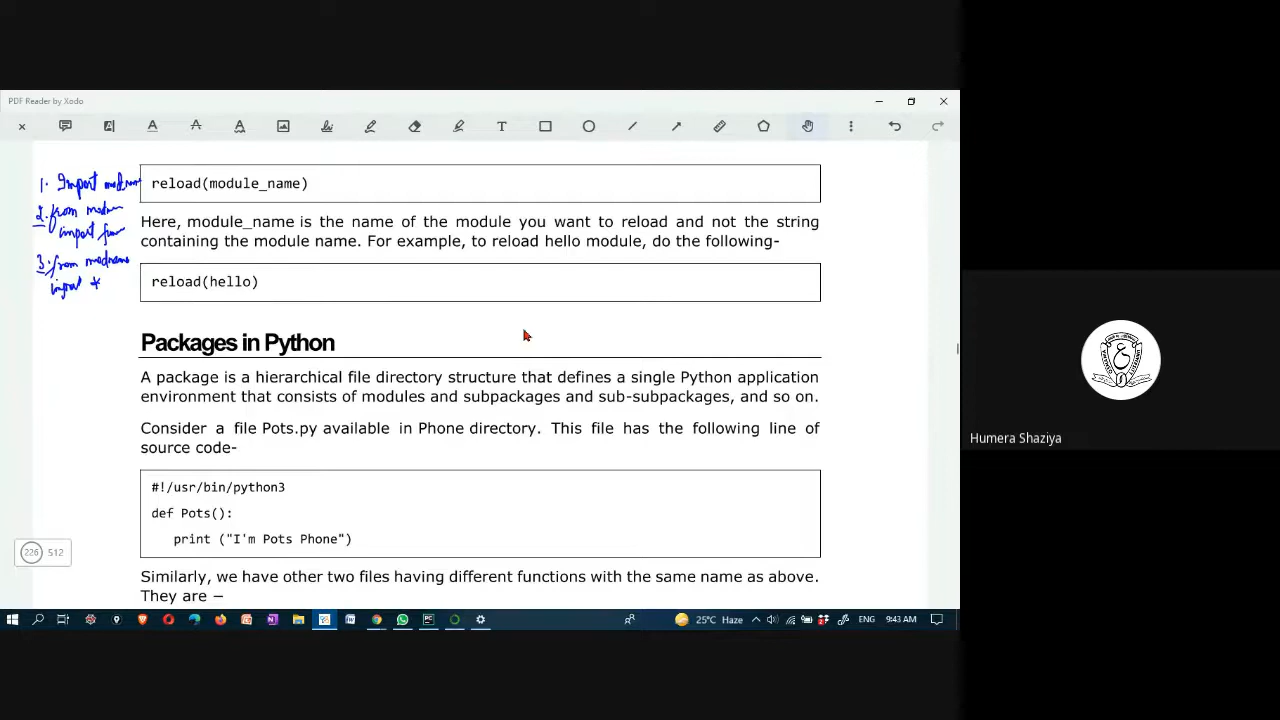 PDF Reader by Xodo
1. Import modname
reload(module_name)
2. from modname
import fun
3. from modname
import *
Here, module_name is the name of the module you want to reload and not the string
containing the module name. For example, to reload hello module, do the following-
reload(hello)
Packages in Python
A package is a hierarchical file directory structure that defines a single Python application
environment that consists of modules and subpackages and sub-subpackages, and so on.
Consider a file Pots.py available in Phone directory. This file has the following line of
source code-
#!/usr/bin/python3
def Pots():
print ("I'm Pots Phone")
226 512
Similarly, we have other two files having different functions with the same name as above.
They are –
25°C Haze ENG 9:43 AM
Humera Shaziya